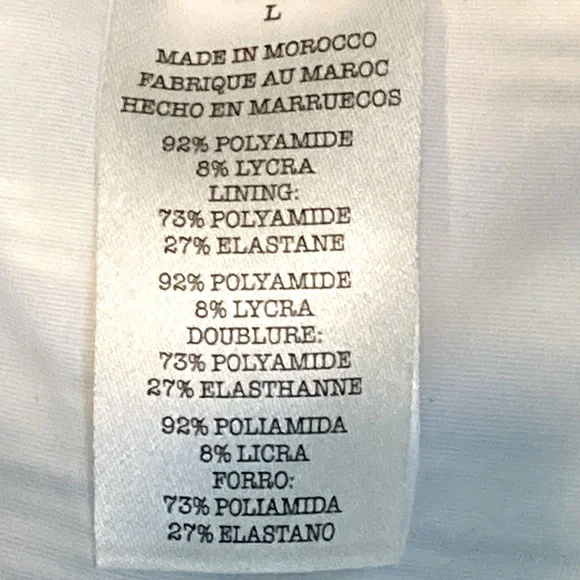 L
MADE IN MOROCCO
FABRIQUE AU MAROC
HECHO EN MARRUECOS
92% POLYAMIDE
8% LYCRA
LINING:
73% POLYAMIDE
27% ELASTANE
92% POLYAMIDE
8% LYCRA
DOUBLURE:
73% POLYAMIDE
27% ELASTHANNE
92% POLIAMIDA
8% LICRA
FORRO:
73% POLIAMIDA
27% ELASTANO